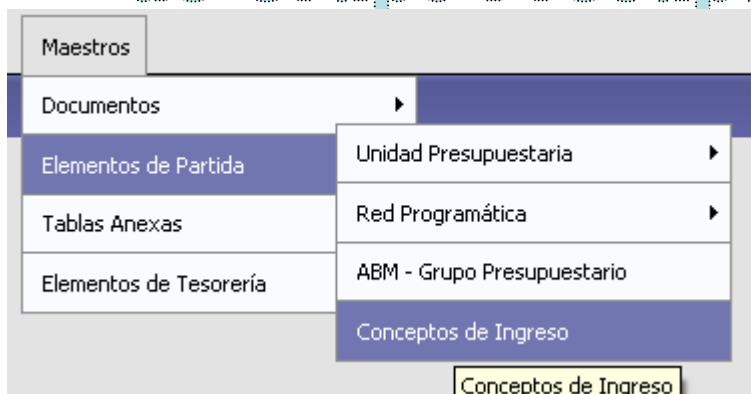 Maestros
Documentos
Elementos de Partida
Tablas Anexas
Elementos de Tesorería
Unidad Presupuestaria
Red Programática
ABM - Grupo Presupuestario
Conceptos de Ingreso
Conceptos de Ingreso